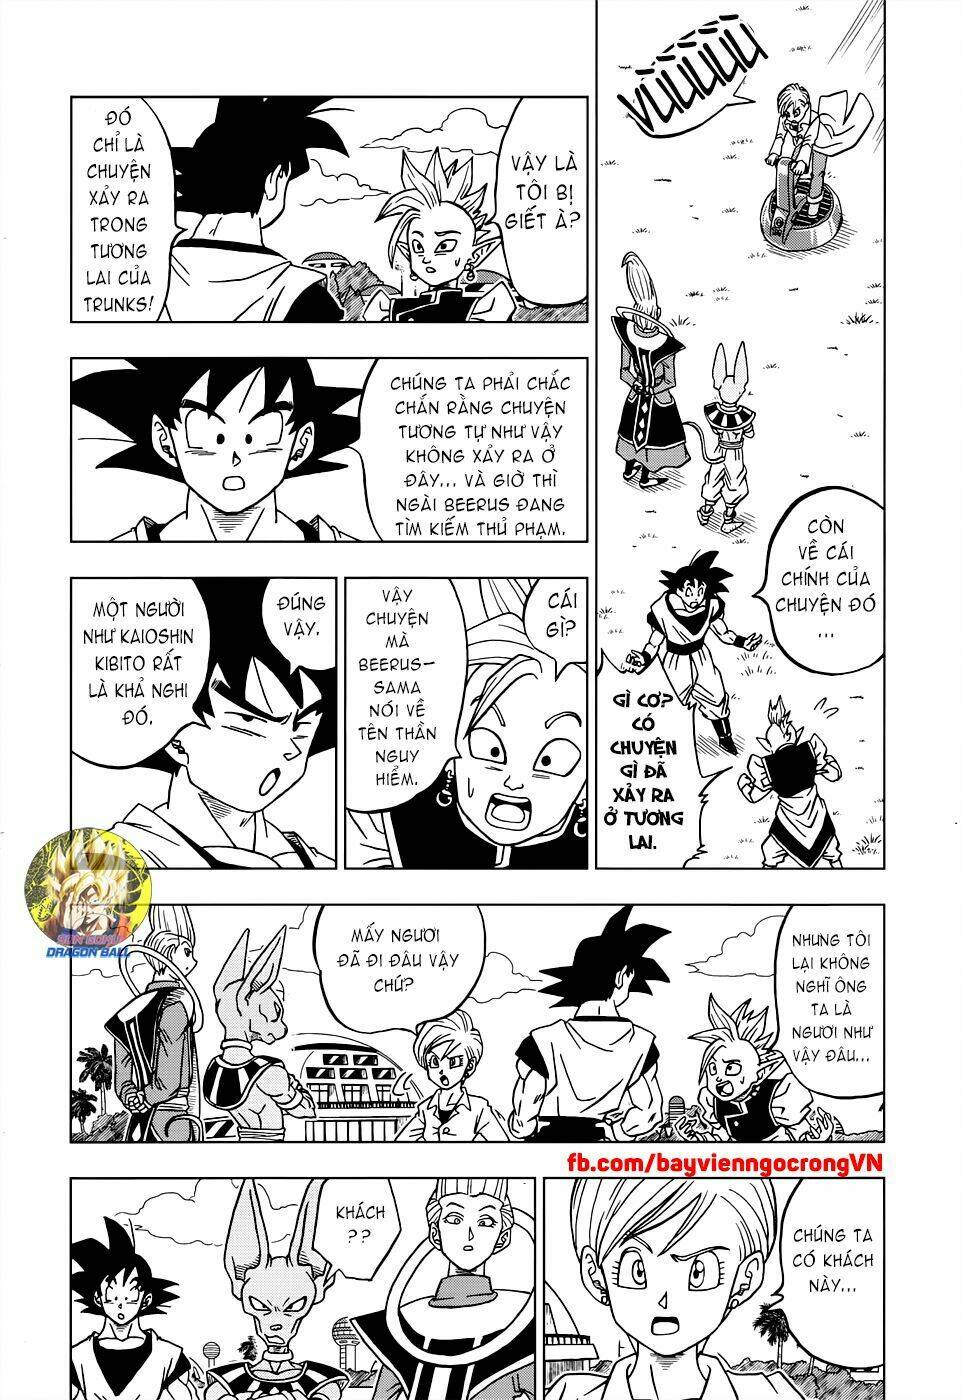 VÙÙÙÙÙ
CÒN
VỀ CÁI
CHÍNH CỦA
CHUYỆN ĐÓ
...
GÌ CƠ?
CÓ
CHUYỆN
GÌ ĐÃ
XẢY RA
Ở TƯƠNG
LAI.
VẬY LÀ
TÔI BỊ
GIẾT À?
ĐÓ
CHỈ LÀ
CHUYỆN
XẢY RA
TRONG
TƯƠNG
LAI CỦA
TRUNKS!
CHÚNG TA PHẢI CHẮC
CHẮN RẰNG CHUYỆN
TƯƠNG TỰ NHƯ VẬY
KHÔNG XẢY RA Ở
ĐÂY... VÀ GIỜ THÌ
NGÀI BEERUS ĐANG
TÌM KIẾM THỦ PHẠM.
CÁI
GÌ?
VẬY
CHUYỆN
MÀ
BEERUS-
SAMA
NÓI VỀ
TÊN THẦN
NGUY
HIỂM.
ĐÚNG
VẬY.
MỘT NGƯỜI
NHƯ KAIOSHIN
KIBITO RẤT
LÀ KHẢ NGHI
ĐÓ.
NHƯNG TÔI
LẠI KHÔNG
NGHĨ ÔNG
TA LÀ
NGƯƠI NHƯ
VẬY ĐÂU...
MẤY NGƯƠI
ĐÃ ĐI ĐÂU VẬY
CHỨ?
SON GOKU
DRAGON BALL
fb.com/bayvienngocrongVN
CHÚNG TA
CÓ KHÁCH
NÀY...
KHÁCH
??